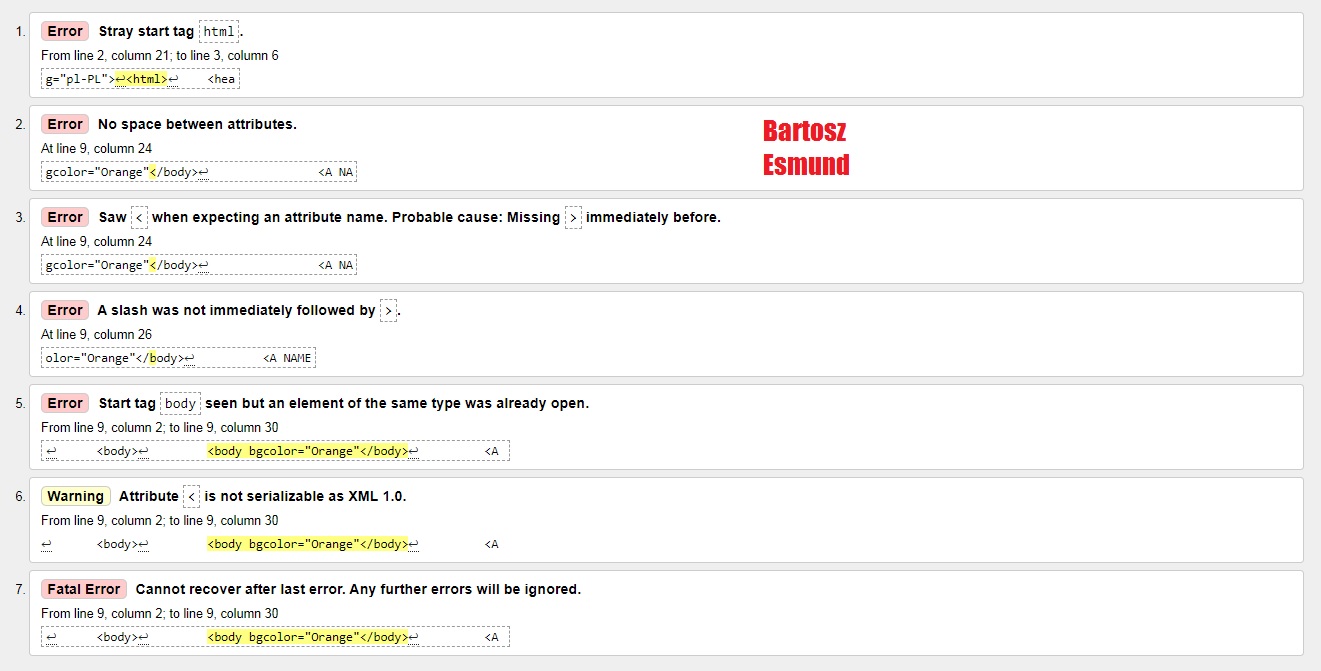 1. Error Stray start tag html.
From line 2, column 21; to line 3, column 6
g="pl-PL">↩<html>↩ <hea
2. Error No space between attributes.
At line 9, column 24
gcolor="Orange"</body>↩ <A NA
Bartosz
Esmund
3. Error Saw < when expecting an attribute name. Probable cause: Missing > immediately before.
At line 9, column 24
gcolor="Orange"</body>↩ <A NA
4. Error A slash was not immediately followed by >.
At line 9, column 26
olor="Orange"</body>↩ <A NAME
5. Error Start tag body seen but an element of the same type was already open.
From line 9, column 2; to line 9, column 30
↩ <body>↩ <body bgcolor="Orange"</body>↩ <A
6. Warning Attribute < is not serializable as XML 1.0.
From line 9, column 2; to line 9, column 30
↩ <body>↩ <body bgcolor="Orange"</body>↩ <A
7. Fatal Error Cannot recover after last error. Any further errors will be ignored.
From line 9, column 2; to line 9, column 30
↩ <body>↩ <body bgcolor="Orange"</body>↩ <A